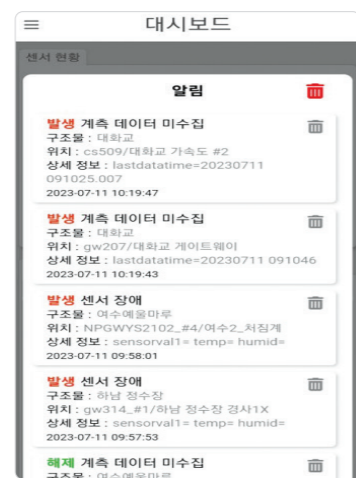 대시보드
센서 현황
알림
발생 계측 데이터 미수집
구조물 : 대화교
위치 : cs509/대화교 가속도 #2
상세 정보 : lastdatatime=20230711
091025.007
2023-07-11 10:19:47
발생 계측 데이터 미수집
구조물 : 대화교
위치 : gw207/대화교 게이트웨이
상세 정보 : lastdatatime=20230711 091046
2023-07-11 10:19:43
발생 센서 장애
구조물 : 여수예울마루
위치 : NPGWYS2102_#4/여수2_처짐계
상세 정보 : sensorval1= temp= humid=
2023-07-11 09:58:01
발생 센서 장애
구조물 : 하남 정수장
위치 : gw314_#1/하남 정수장 경사1X
상세 정보 : sensorval1= temp= humid=
2023-07-11 09:57:53
해제 계측 데이터 미수집
구조물 : 여수예울마루